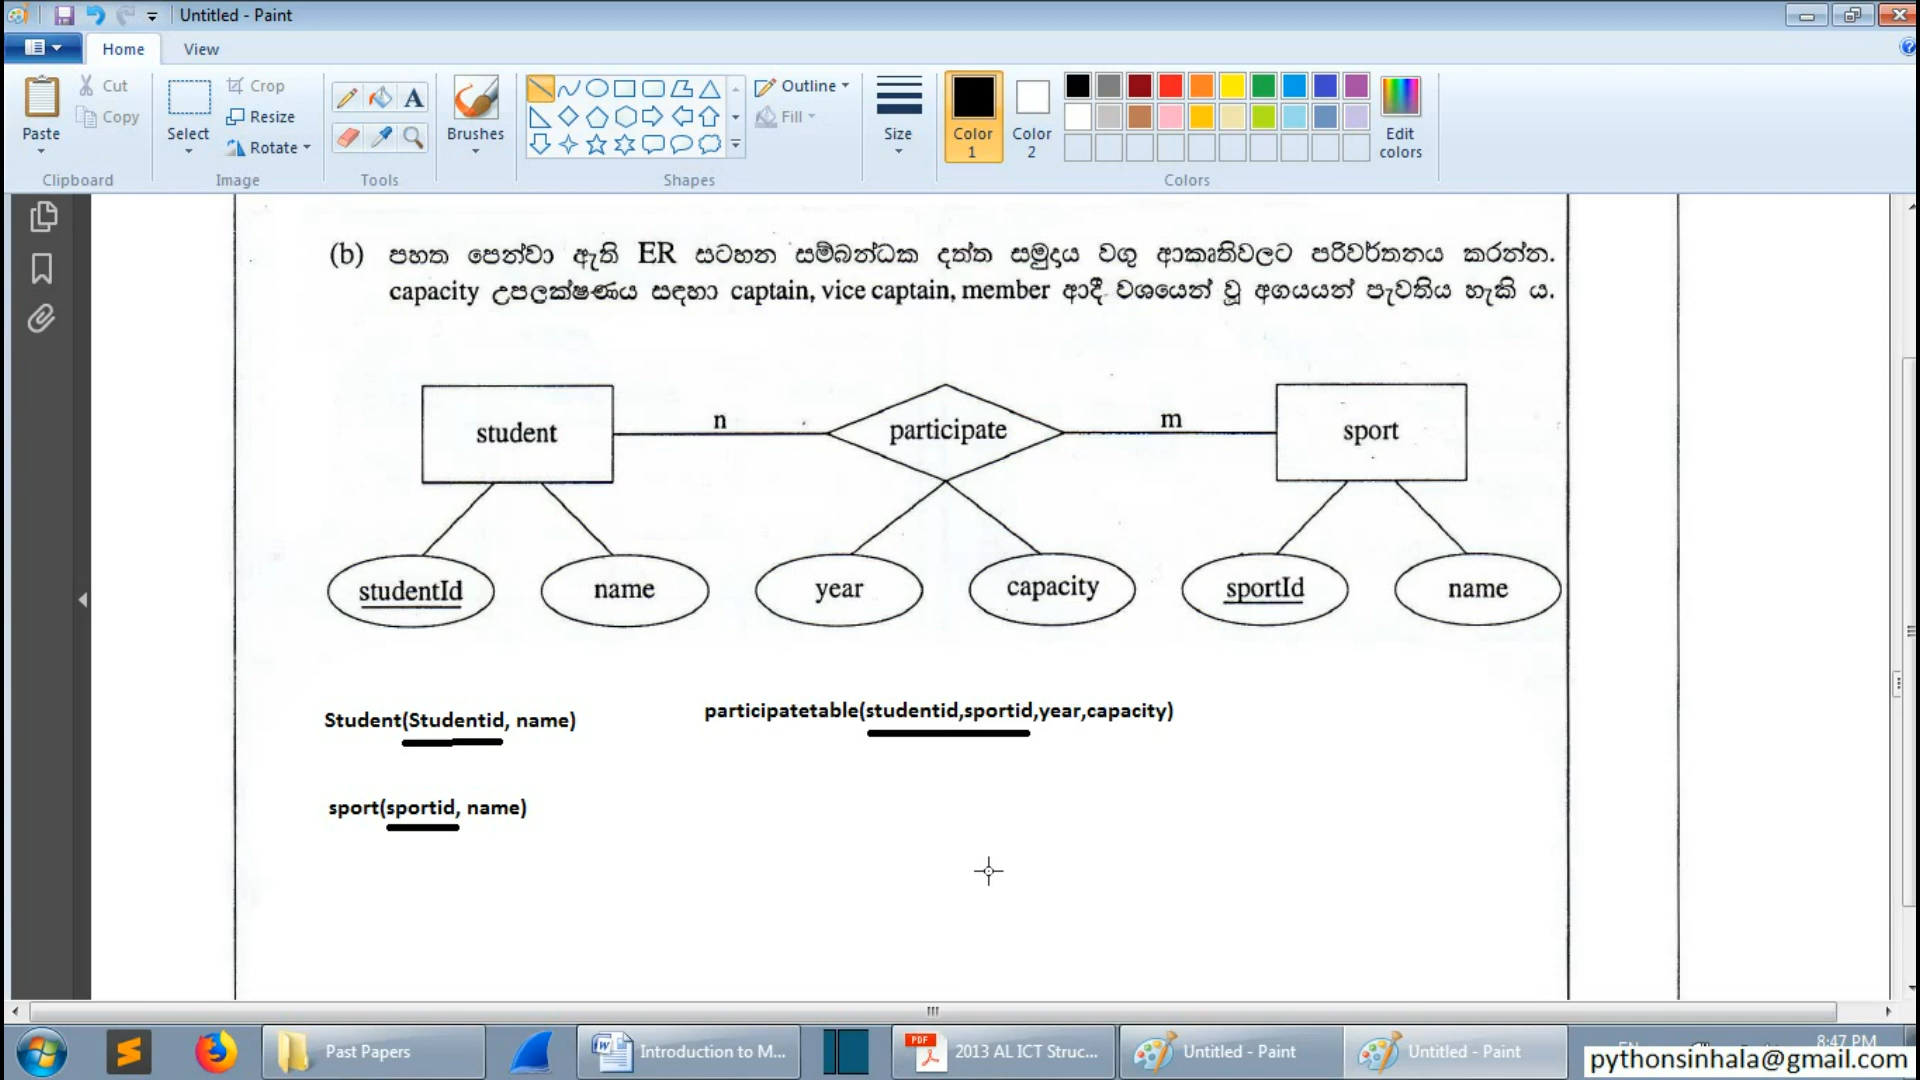 Untitled - Paint
Home View
Paste
Cut
Copy
Clipboard
Select
Crop
Resize
Rotate
Image
Tools
Brushes
Shapes
Outline
Fill
Size
Color 1
Color 2
Colors
Edit colors
(b) පහත පෙන්වා ඇති ER සටහන සම්බන්ධක දත්ත සමුදාය වගු ආකෘතිවලට පරිවර්තනය කරන්න.
capacity උපලක්ෂණය සඳහා captain, vice captain, member ආදී වශයෙන් වූ අගයයන් පැවතිය හැකි ය.
student n participate m sport
studentId name year capacity sportId name
Student(Studentid, name) participatetable(studentid,sportid,year,capacity)
sport(sportid, name)
Past Papers
Introduction to M...
PDF
2013 AL ICT Struc...
Untitled - Paint
Untitled - Paint
8:47 PM
pythonsinhala@gmail.com